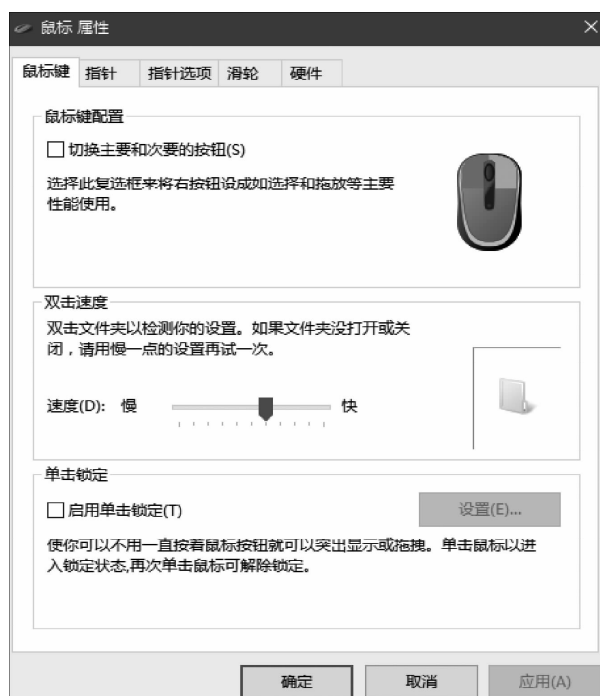 鼠标 属性
鼠标键 指针 指针选项 滑轮 硬件
鼠标键配置
切换主要和次要的按钮(S)
选择此复选框来将右按钮设成如选择和拖放等主要
性能使用。
双击速度
双击文件夹以检测你的设置。如果文件夹没打开或关
闭，请用慢一点的设置再试一次。
速度(D): 慢 快
单击锁定
启用单击锁定(T) 设置(E)...
使你可以不用一直按着鼠标按钮就可以突出显示或拖拽。单击鼠标以进
入锁定状态,再次单击鼠标可解除锁定。
确定 取消 应用(A)